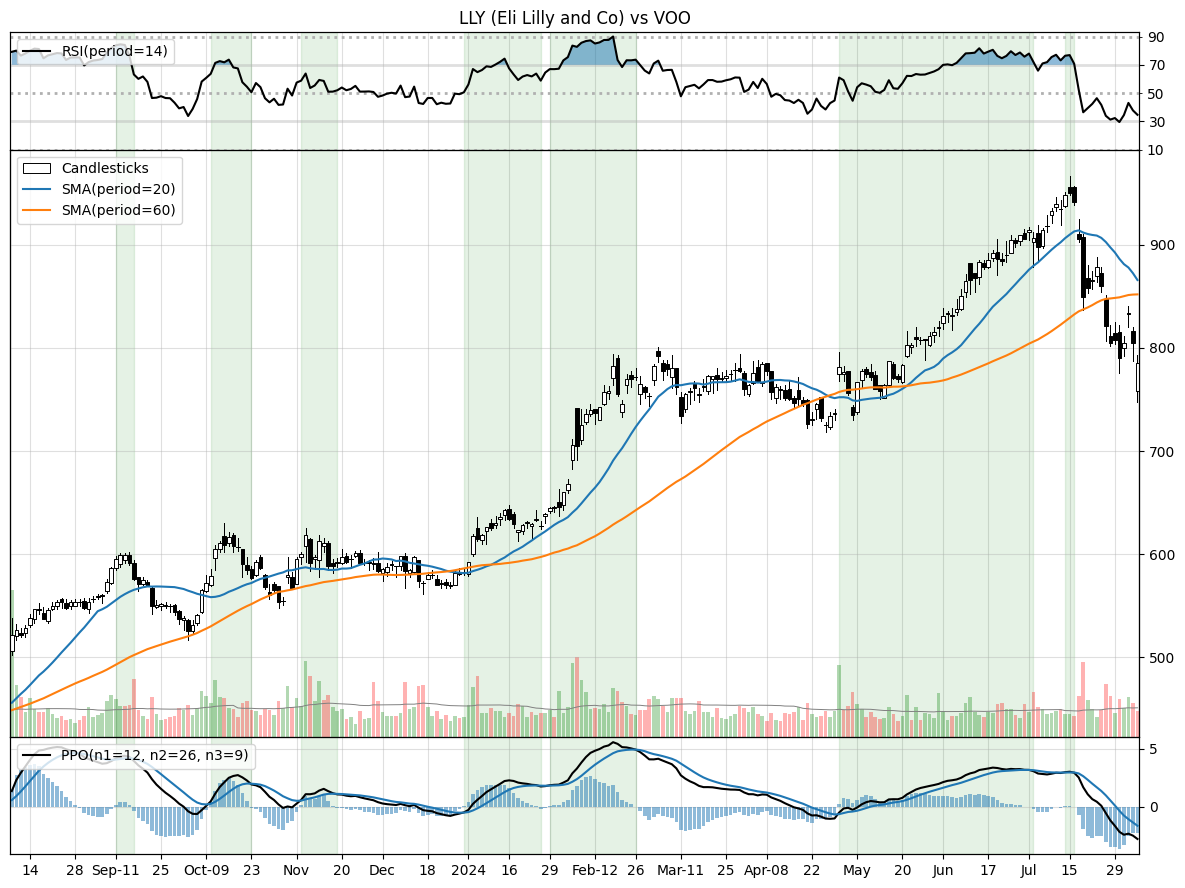 LLY (Eli Lilly and Co) vs VOO
RSI(period=14)
90
70
50
30
10
Candlesticks
SMA(period=20)
SMA(period=60)
900
800
700
600
500
PPO(n1=12, n2=26, n3=9)
5
0
14 28 Sep-11 25 Oct-09 23 Nov 20 Dec 18 2024 16 29 Feb-12 26 Mar-11 25 Apr-08 22 May 20 Jun 17 Jul 15 29